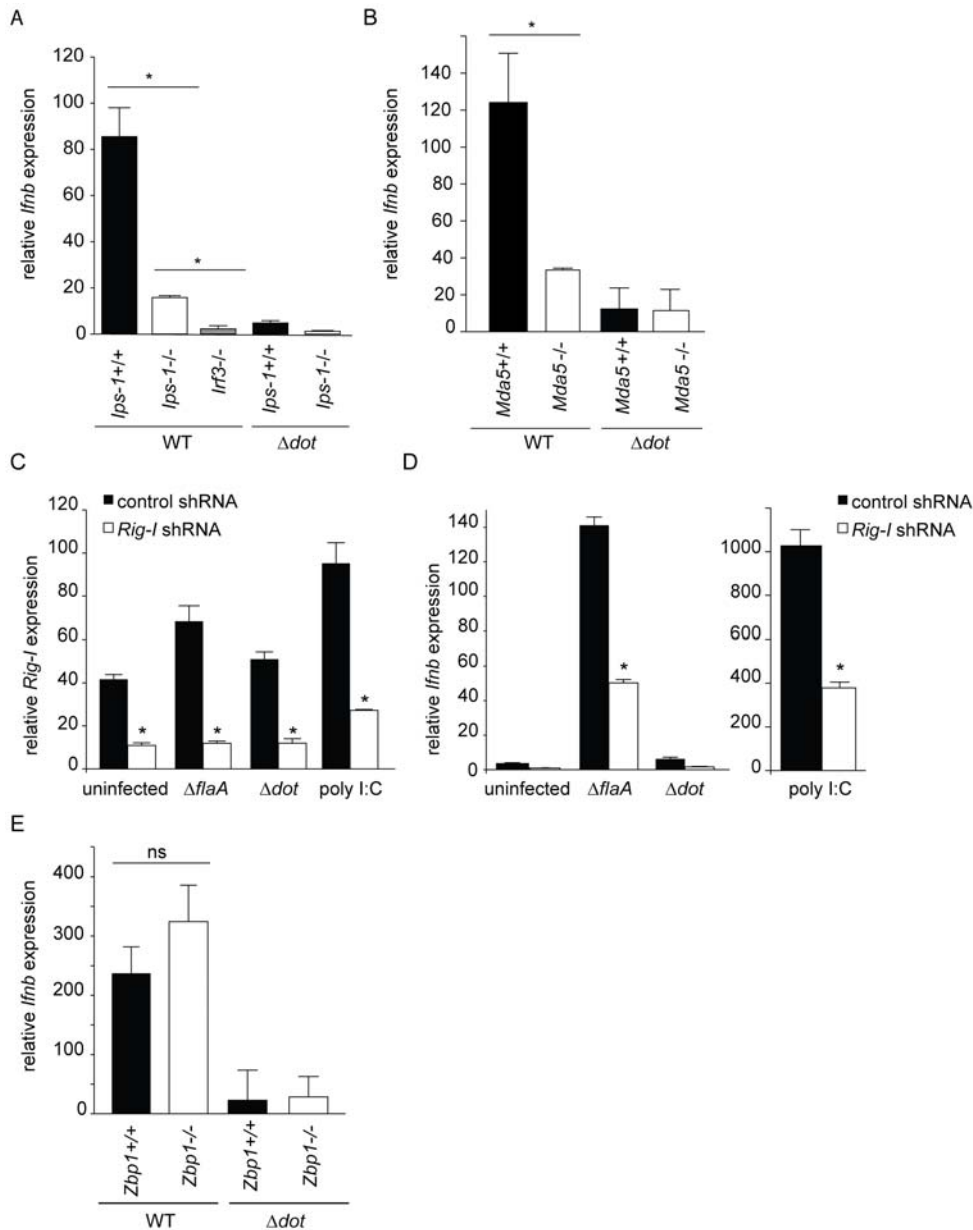 A
relative Ifnb expression
120
100
80
60
40
20
0
*
*
Ips-1+/+
Ips-1-/-
Irf3-/-
Ips-1+/+
Ips-1-/-
WT
Δdot
B
relative Ifnb expression
140
120
100
80
60
40
20
0
*
Mda5+/+
Mda5 -/-
Mda5+/+
Mda5 -/-
WT
Δdot
C
control shRNA
Rig-I shRNA
relative Rig-I expression
120
100
80
60
40
20
0
*
*
*
*
uninfected
ΔflaA
Δdot
poly I:C
D
control shRNA
Rig-I shRNA
relative Ifnb expression
140
120
100
80
60
40
20
0
*
uninfected
ΔflaA
Δdot
1000
800
600
400
200
0
*
poly I:C
E
relative Ifnb expression
400
300
200
100
0
ns
Zbp1+/+
Zbp1-/-
Zbp1+/+
Zbp1-/-
WT
Δdot